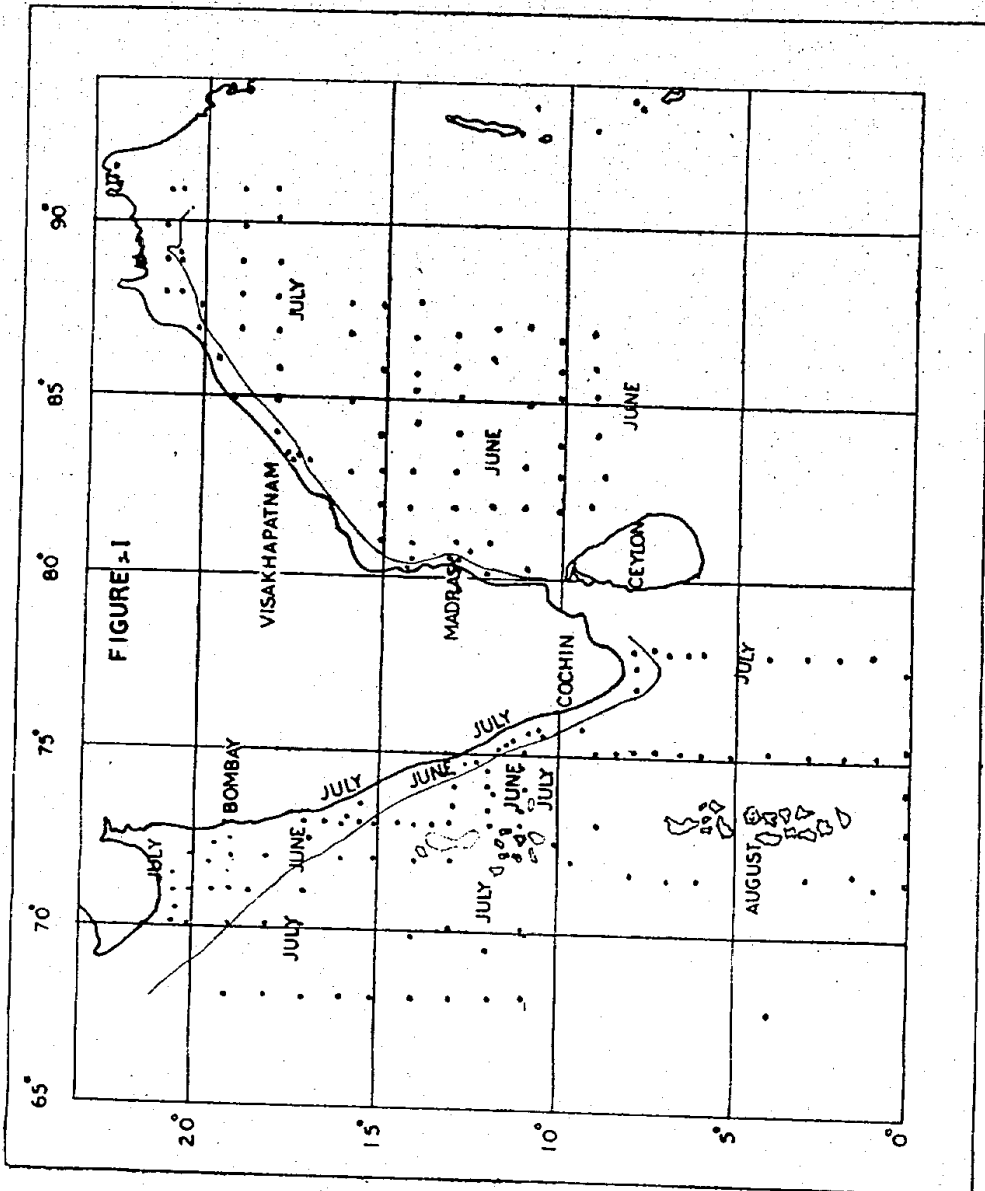 FIGURE-1
65°
70°
75°
80°
85°
90°
20°
15°
10°
5°
0°
JULY
BOMBAY
VISAKHAPATNAM
JULY
JUNE
JULY
JULY
JUNE
JULY
MADRAS
JUNE
JUNE
JULY
JUNE
JULY
COCHIN
CEYLON
AUGUST
JULY